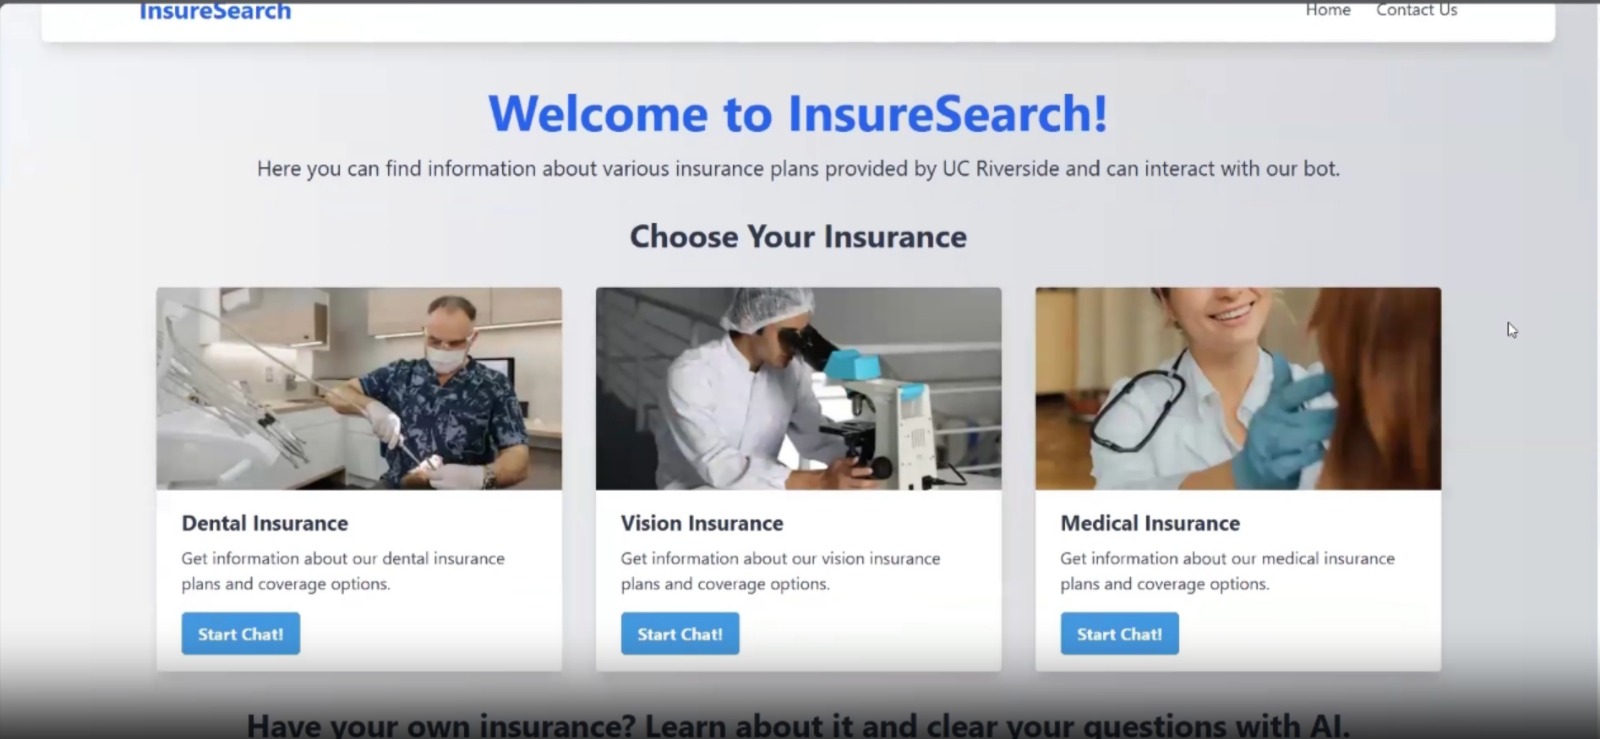 InsureSearch
Home
Contact Us
Welcome to InsureSearch!
Here you can find information about various insurance plans provided by UC Riverside and can interact with our bot.
Choose Your Insurance
Dental Insurance
Get information about our dental insurance
plans and coverage options.
Start Chat!
Vision Insurance
Get information about our vision insurance
plans and coverage options.
Start Chat!
Medical Insurance
Get information about our medical insurance
plans and coverage options.
Start Chat!
Have your own insurance? Learn about it and clear your questions with AI.